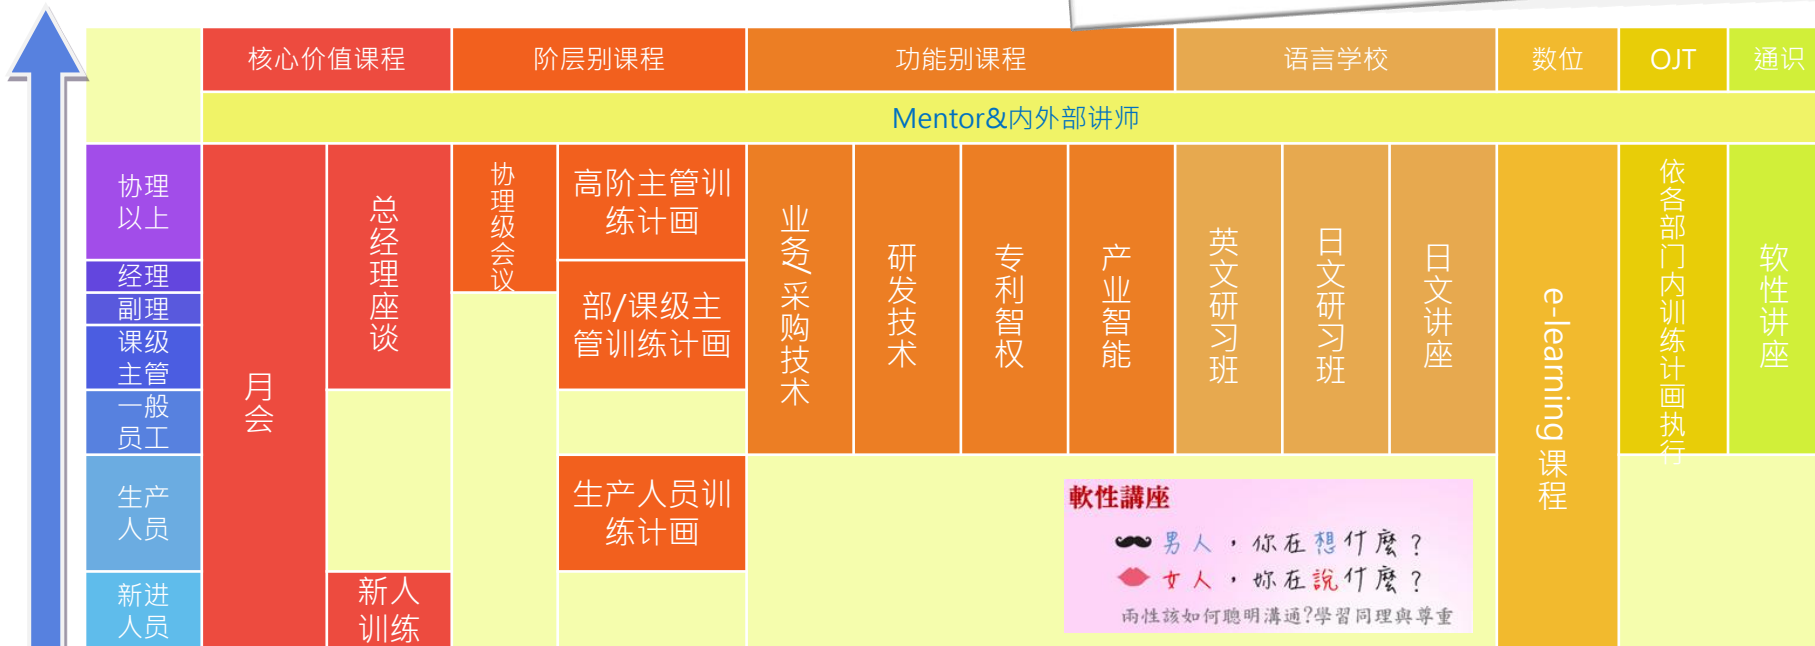 核心价值课程
阶层别课程
功能别课程
语言学校
数位
OJT
通识
Mentor&内外部讲师
协理
以上
经理
副理
课级
主管
一般
员工
生产
人员
新进
人员
月会
总经理座谈
新人
训练
协理级会议
高阶主管训
练计画
部/课级主
管训练计画
生产人员训
练计画
业务/采购技术
研发技术
专利智权
产业智能
英文研习班
日文研习班
日文讲座
e-learning 课程
依各部门内训练计画执行
软性讲座
軟性講座
男人，你在想什麼？
女人，妳在說什麼？
兩性該如何聰明溝通?學習同理與尊重